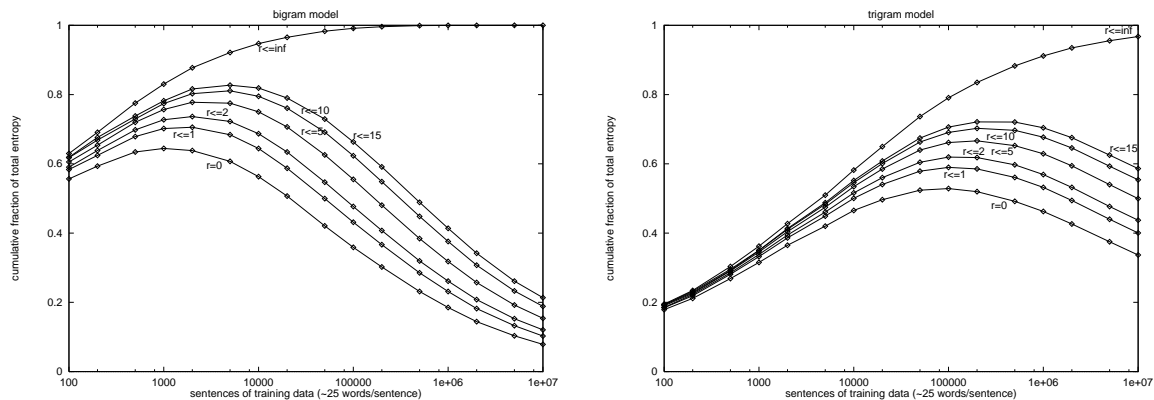 bigram model
cumulative fraction of total entropy
1
0.8
0.6
0.4
0.2
0
r<=inf
r<=10
r<=2
r<=5
r<=15
r<=1
r=0
100 1000 10000 100000 1e+06 1e+07
sentences of training data (~25 words/sentence)
trigram model
cumulative fraction of total entropy
1
0.8
0.6
0.4
0.2
0
r<=inf
r<=10
r<=15
r<=2 r<=5
r<=1
r=0
100 1000 10000 100000 1e+06 1e+07
sentences of training data (~25 words/sentence)